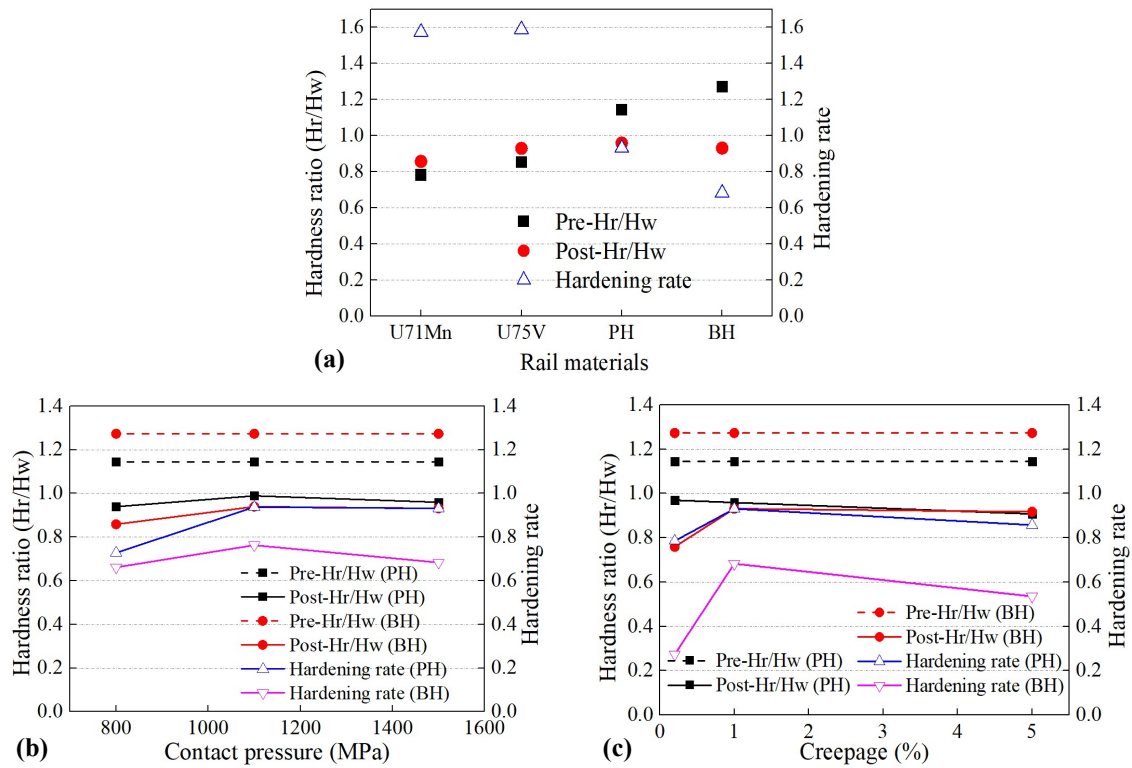 1.6
1.4
1.2
1.0
0.8
0.6
0.4
0.2
0.0
Hardness ratio (Hr/Hw)
Pre-Hr/Hw
Post-Hr/Hw
Hardening rate
1.6
1.4
1.2
1.0
0.8
0.6
0.4
0.2
0.0
Hardening rate
U71Mn U75V PH BH
Rail materials
(a)
1.4
1.2
1.0
0.8
0.6
0.4
0.2
0.0
Hardness ratio (Hr/Hw)
Pre-Hr/Hw (PH)
Post-Hr/Hw (PH)
Pre-Hr/Hw (BH)
Post-Hr/Hw (BH)
Hardening rate (PH)
Hardening rate (BH)
1.4
1.2
1.0
0.8
0.6
0.4
0.2
0.0
Hardening rate
800 1000 1200 1400 1600
Contact pressure (MPa)
(b)
1.4
1.2
1.0
0.8
0.6
0.4
0.2
0.0
Hardness ratio (Hr/Hw)
Pre-Hr/Hw (BH)
Post-Hr/Hw (BH)
Pre-Hr/Hw (PH) Hardening rate (PH)
Post-Hr/Hw (PH) Hardening rate (BH)
1.4
1.2
1.0
0.8
0.6
0.4
0.2
0.0
Hardening rate
0 1 2 3 4 5
Creepage (%)
(c)